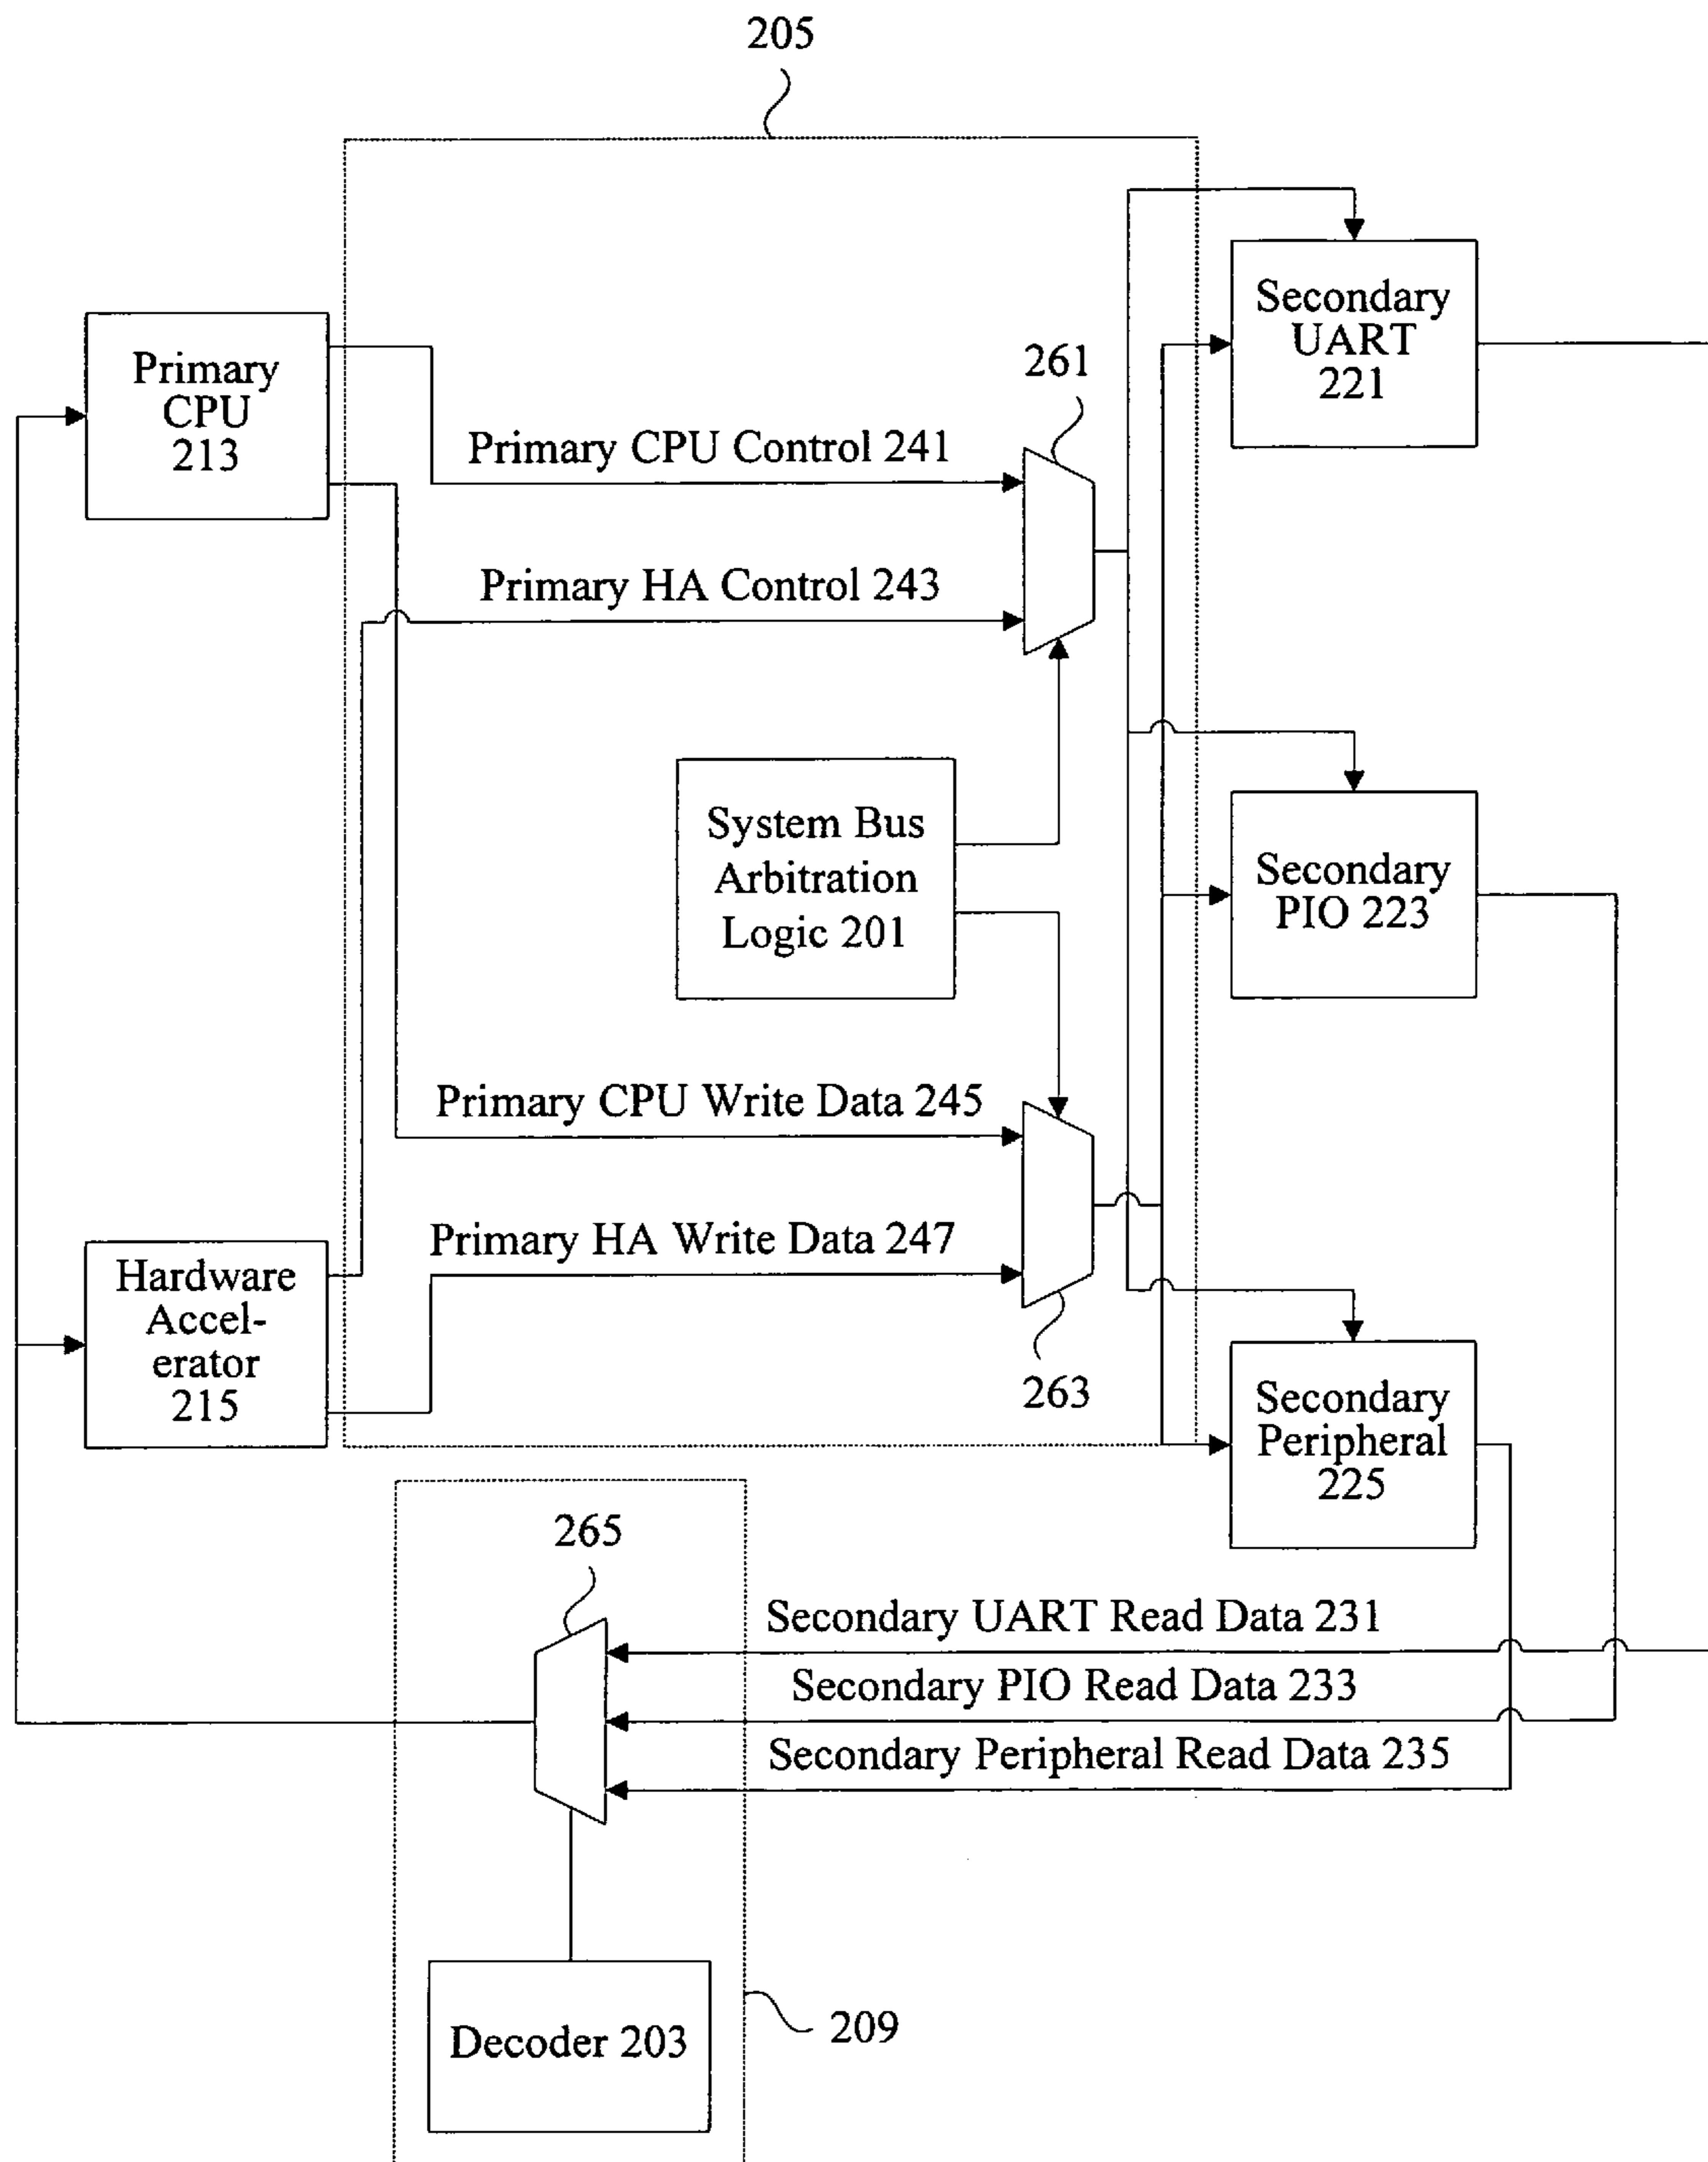 205
Secondary
UART
221
Primary
CPU
213
261
Primary CPU Control 241
Primary HA Control 243
System Bus
Arbitration
Logic 201
Secondary
PIO 223
Primary CPU Write Data 245
Primary HA Write Data 247
Hardware
Accel-
erator
215
263
Secondary
Peripheral
225
265
Secondary UART Read Data 231
Secondary PIO Read Data 233
Secondary Peripheral Read Data 235
Decoder 203
209